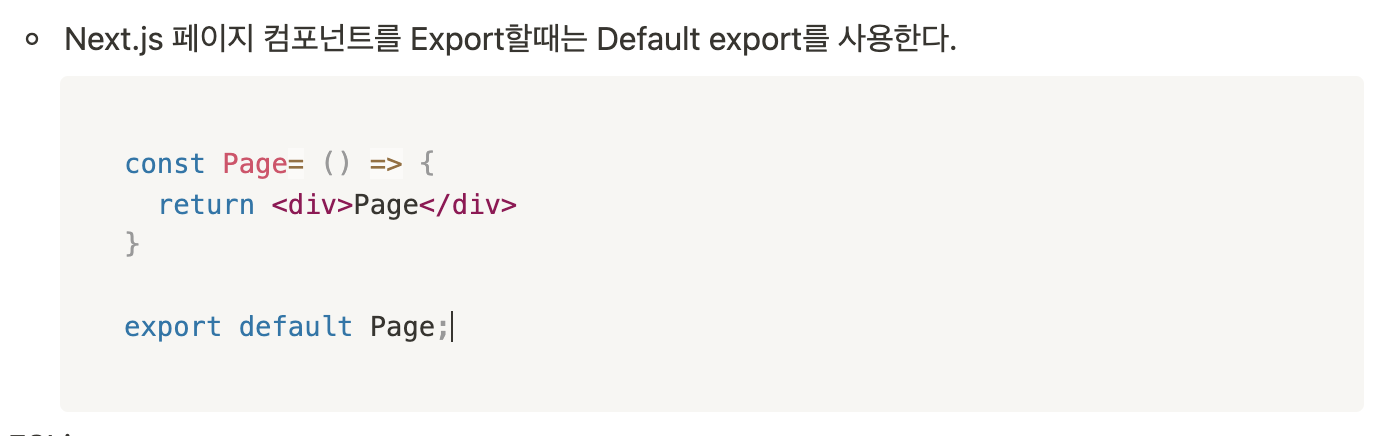 Next.js 페이지 컴포넌트를 Export할때는 Default export를 사용한다.
const Page= () => {
return <div>Page</div>
}
export default Page;